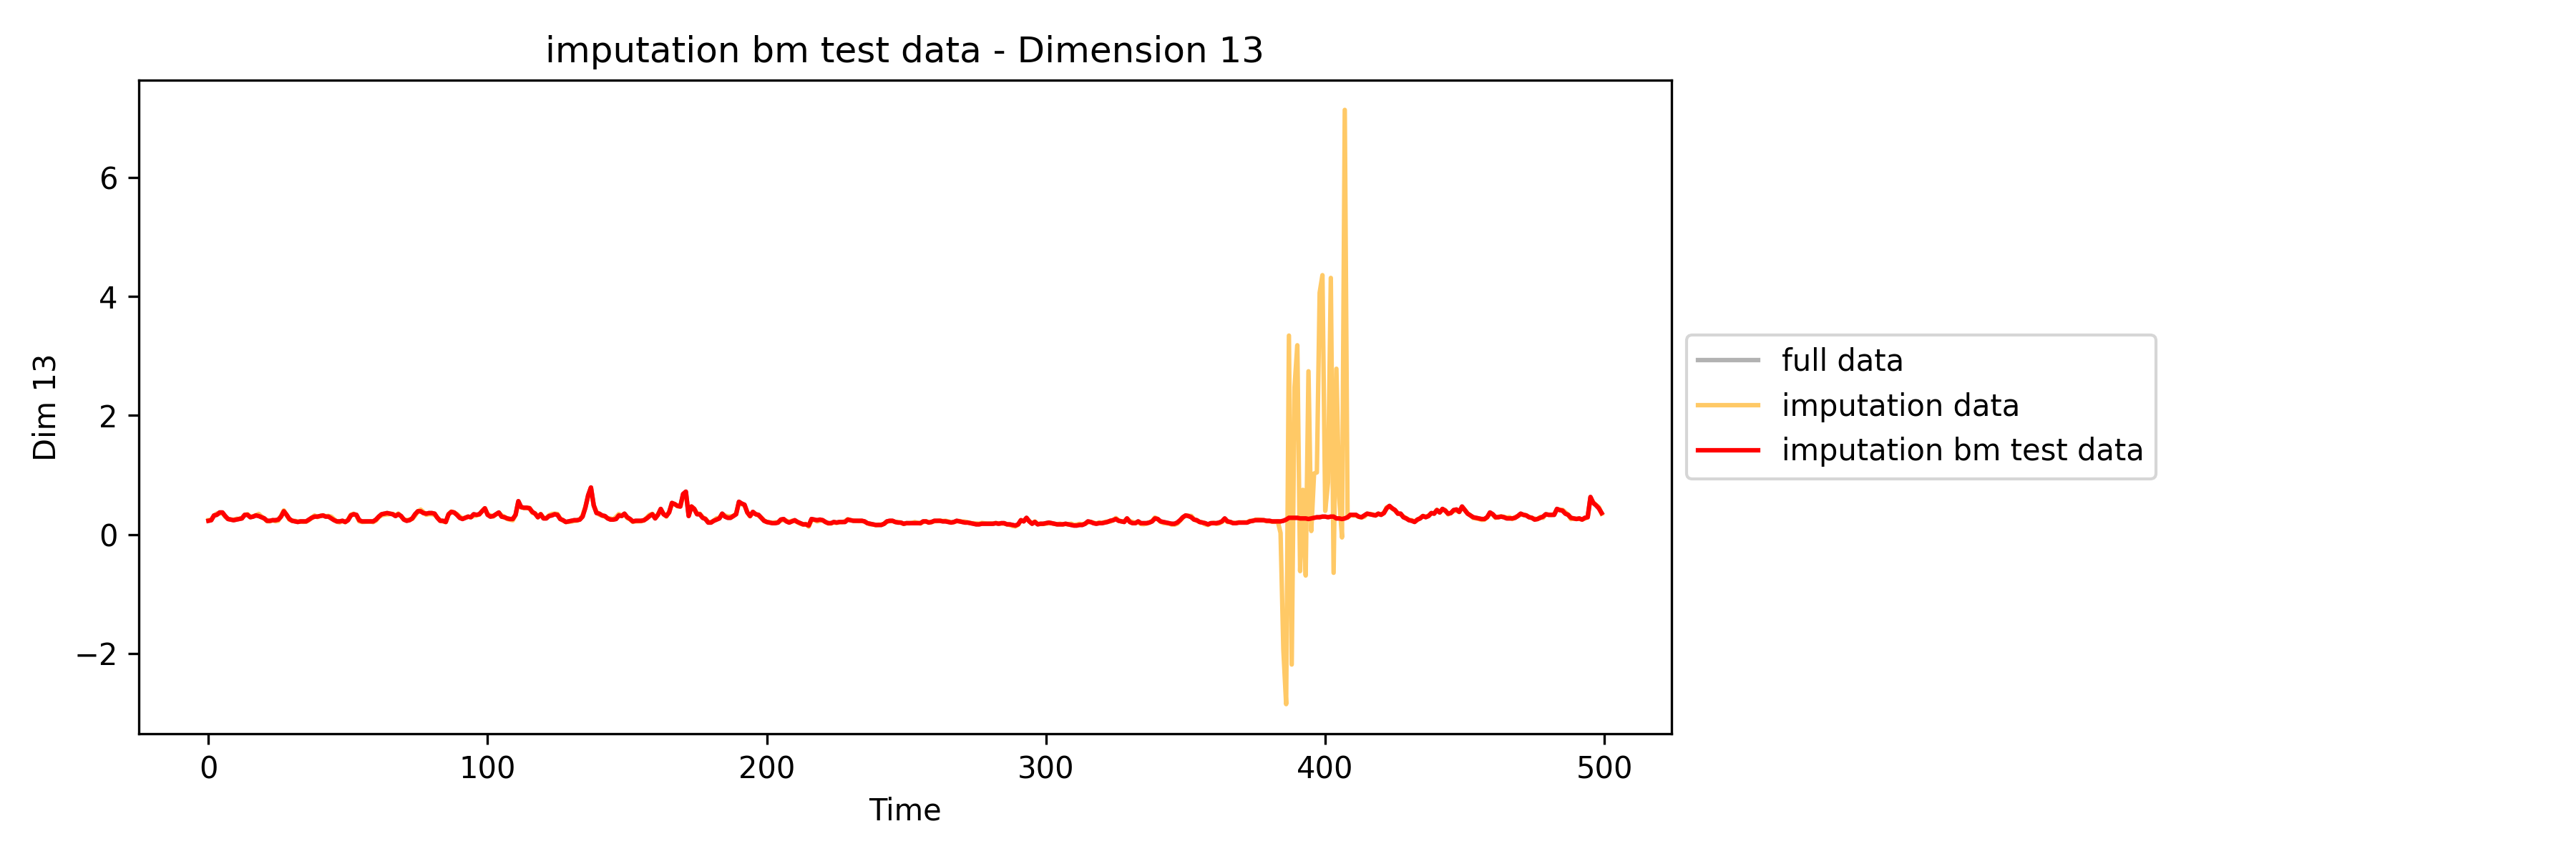 imputation bm test data - Dimension 13
6
4
2
0
−2
Dim 13
0 100 200 300 400 500
Time
full data
imputation data
imputation bm test data